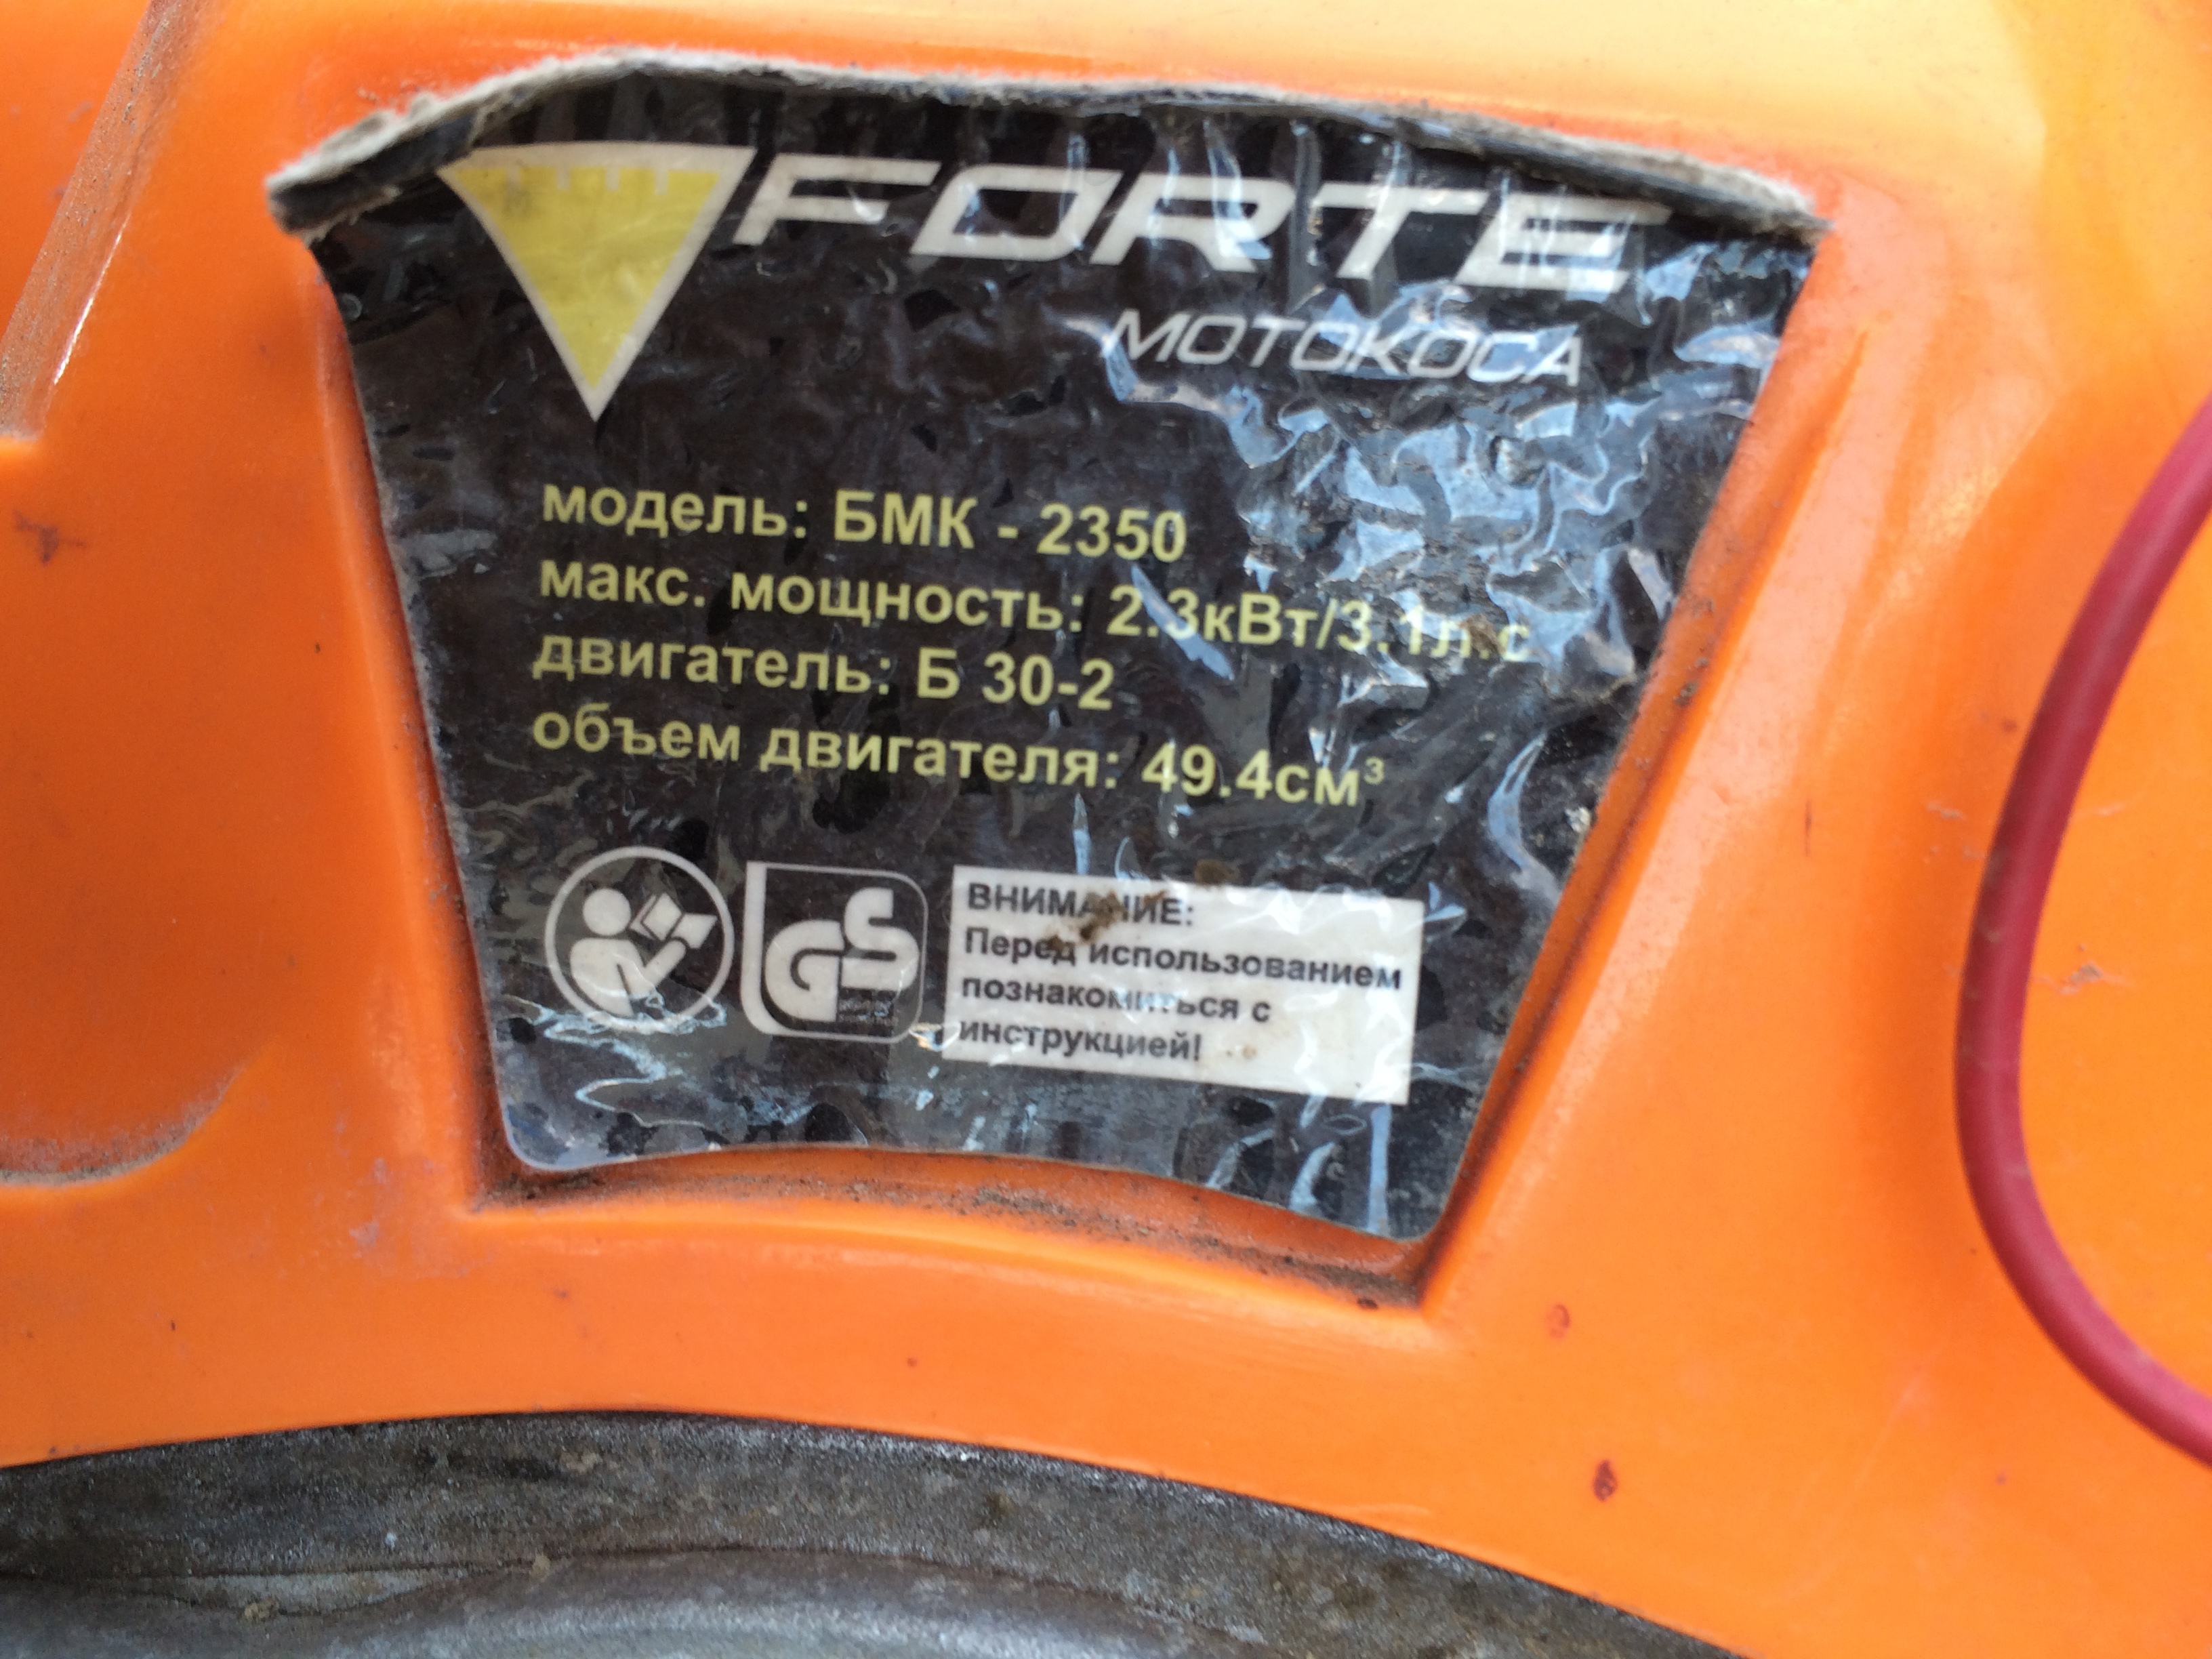 FORTE
МОТОКОСА
модель: БМК - 2350
макс. мощность: 2.3кВт/3.1л.с
двигатель: Б 30-2
объем двигателя: 49.4см³
GS
ВНИМАНИЕ:
Перед использованием
познакомиться с
инструкцией!